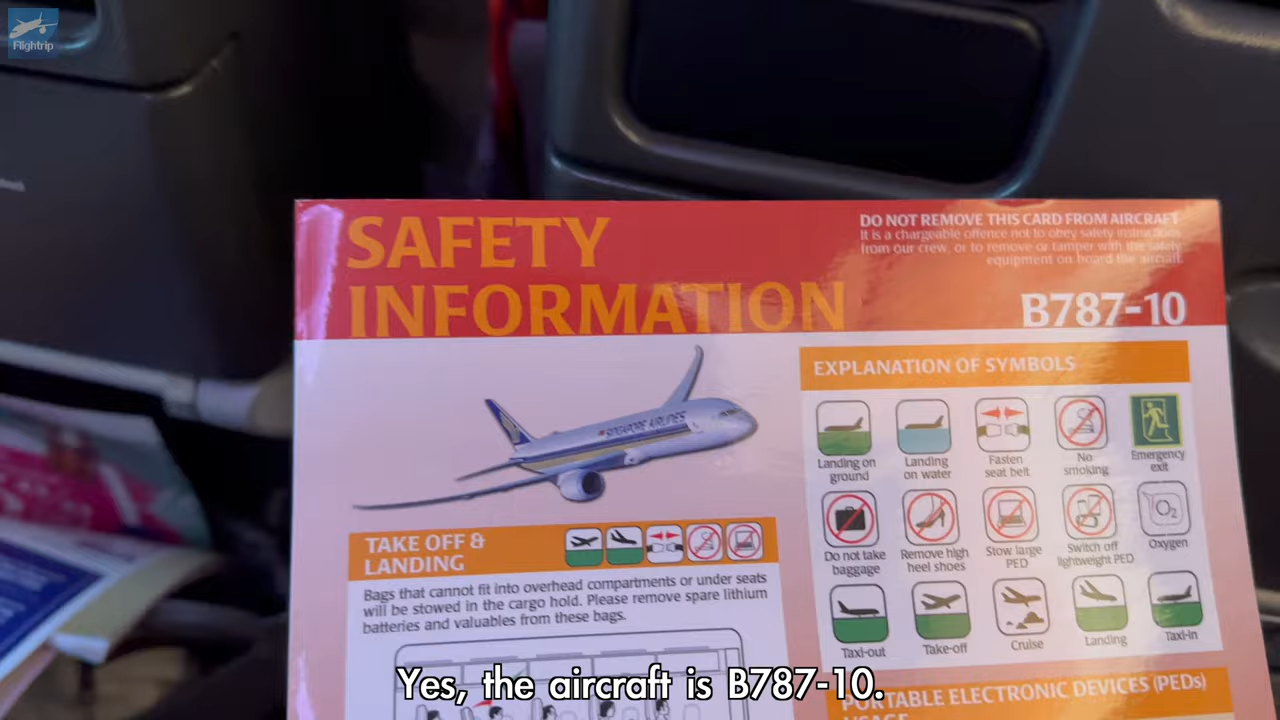 Flightrip
SAFETY
INFORMATION
DO NOT REMOVE THIS CARD FROM AIRCRAFT
It is a chargeable offence not to obey safety instructions
from our crew, or to remove or tamper with the safety
equipment on board the aircraft.
B787-10
SINGAPORE AIRLINES
EXPLANATION OF SYMBOLS
Landing on
ground
Landing
on water
Fasten
seat belt
No
smoking
Emergency
exit
Do not take
baggage
Remove high
heel shoes
Stow large
PED
Switch off
lightweight PED
O2
Oxygen
Taxi-out
Take-off
Cruise
Landing
Taxi-in
TAKE OFF &
LANDING
Bags that cannot fit into overhead compartments or under seats
will be stowed in the cargo hold. Please remove spare lithium
batteries and valuables from these bags.
PORTABLE ELECTRONIC DEVICES (PEDs)
USAGE
Yes, the aircraft is B787-10.